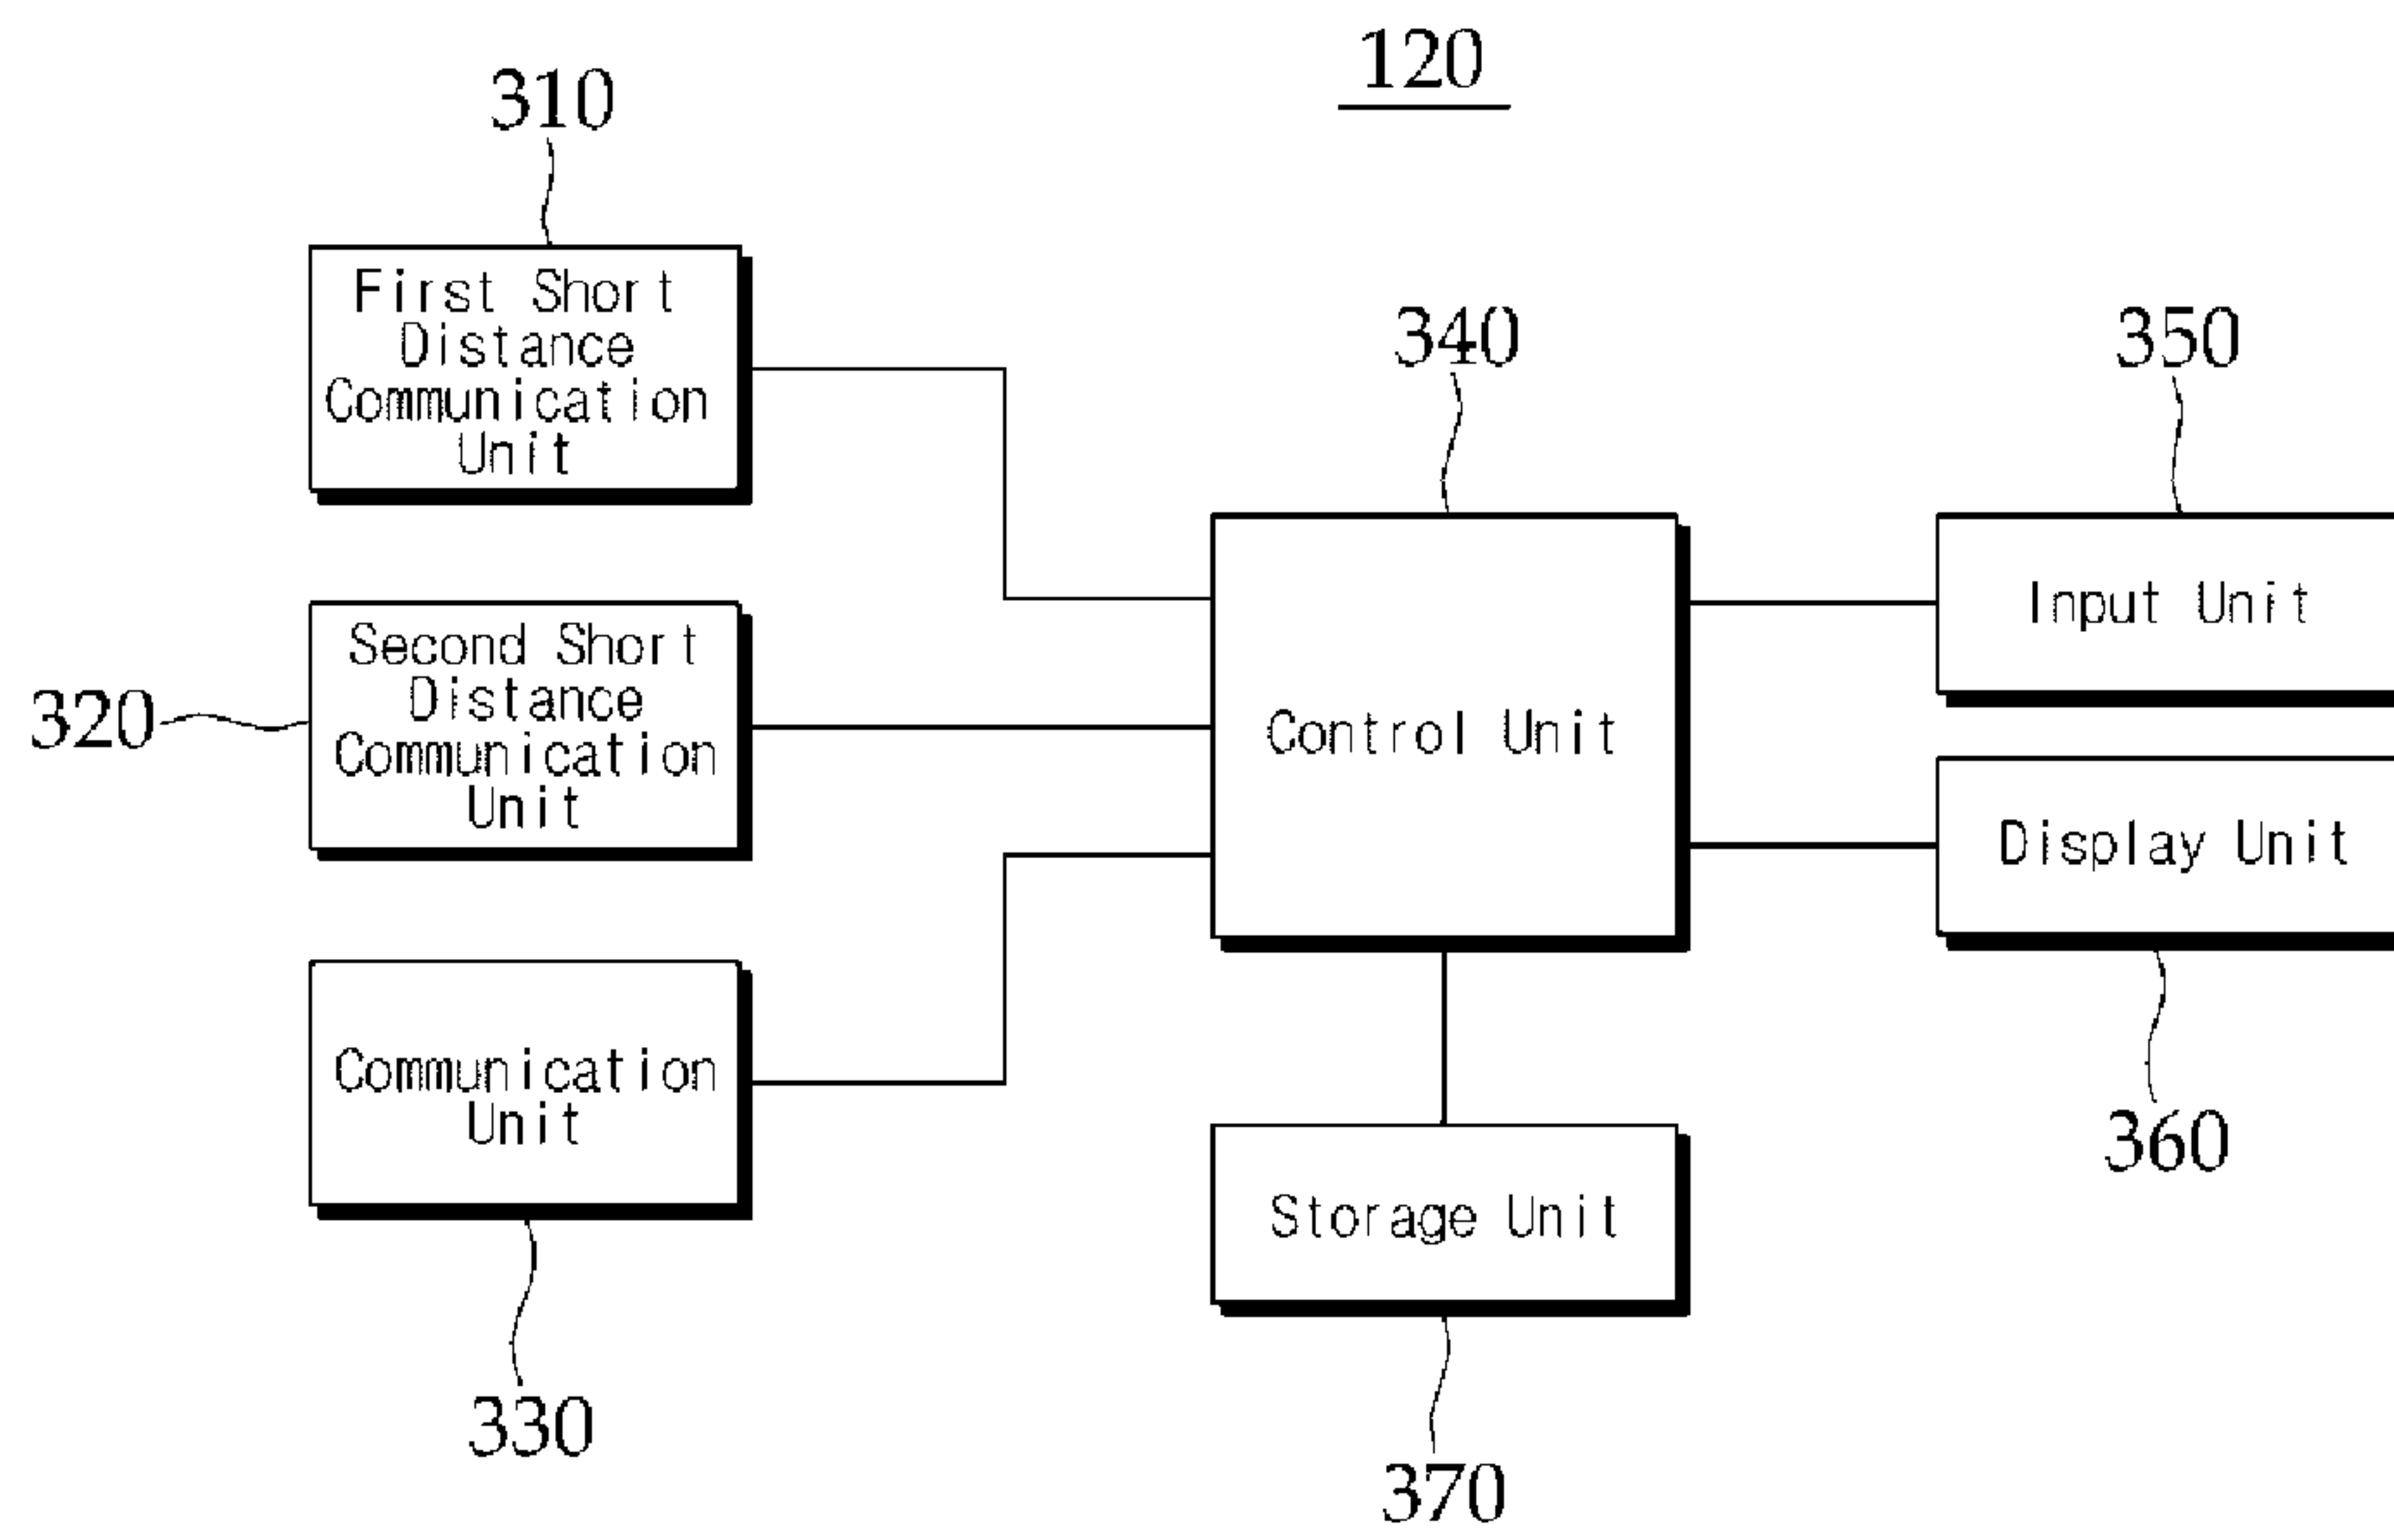 120
310
First Short
Distance
Communication
Unit
340
350
Input Unit
Second Short
Distance
Communication
Unit
320
Control Unit
Display Unit
Communication
Unit
360
Storage Unit
330
370